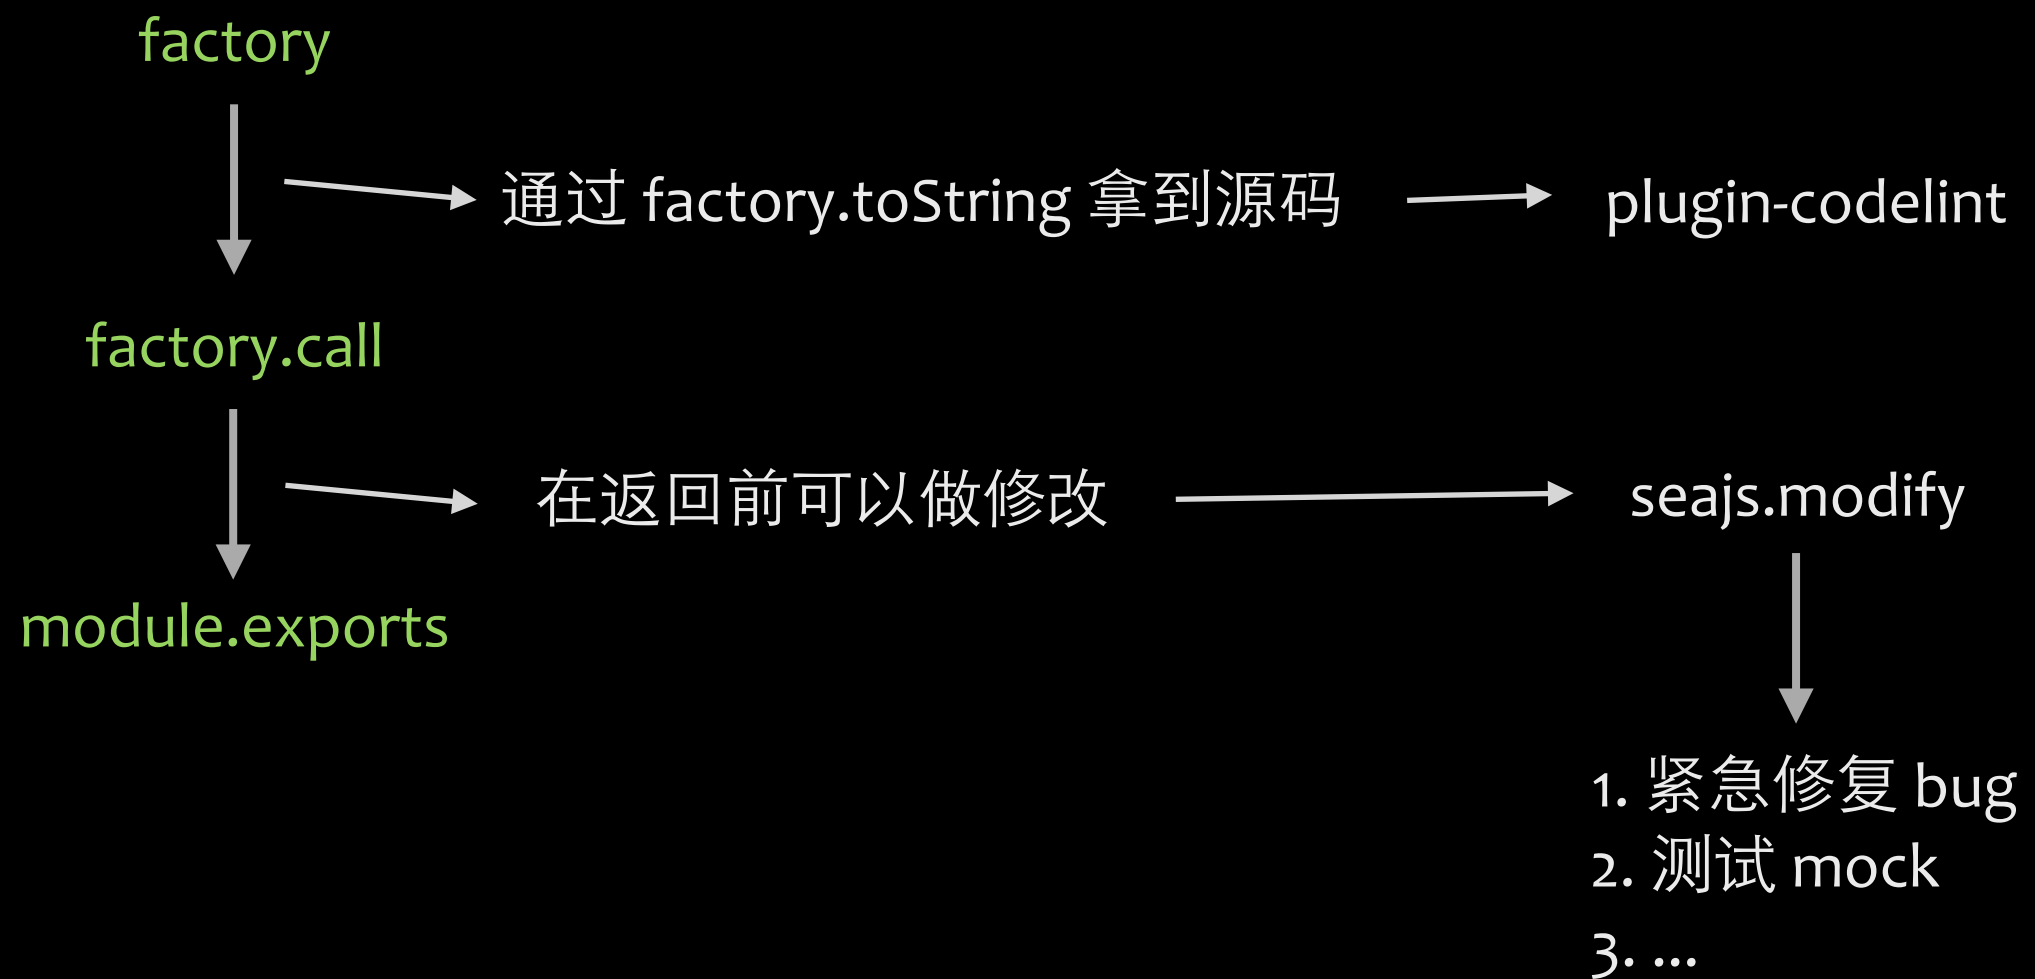 factory
通过 factory.toString 拿到源码
plugin-codelint
factory.call
在返回前可以做修改
seajs.modify
module.exports
1. 紧急修复 bug
2. 测试 mock
3. ...